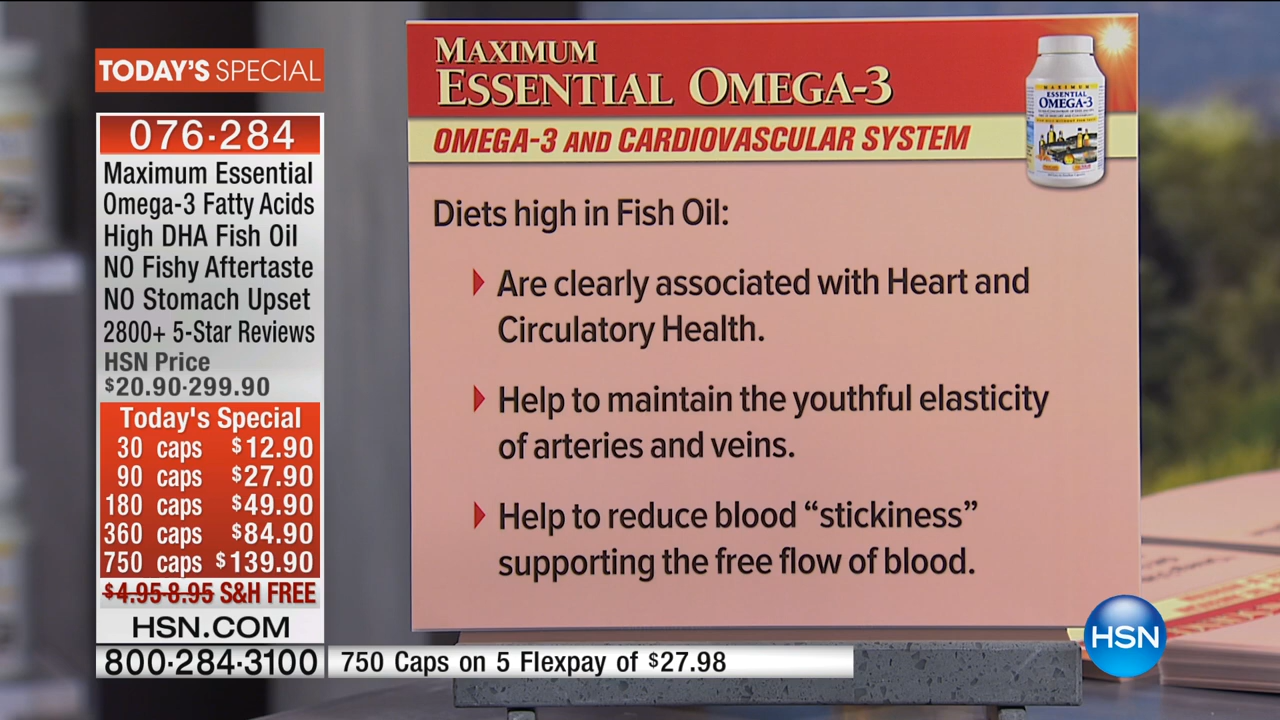 TODAY'S SPECIAL
076·284
Maximum Essential
Omega-3 Fatty Acids
High DHA Fish Oil
NO Fishy Aftertaste
NO Stomach Upset
2800+ 5-Star Reviews
HSN Price
$20.90-299.90
Today's Special
30 caps $12.90
90 caps $27.90
180 caps $49.90
360 caps $84.90
750 caps $139.90
$4.95-8.95 S&H FREE
HSN.COM
800·284·3100
750 Caps on 5 Flexpay of $27.98
MAXIMUM
ESSENTIAL OMEGA-3
OMEGA-3 AND CARDIOVASCULAR SYSTEM
MAXIMUM
ESSENTIAL
OMEGA-3
Diets high in Fish Oil:
Are clearly associated with Heart and
Circulatory Health.
Help to maintain the youthful elasticity
of arteries and veins.
Help to reduce blood “stickiness”
supporting the free flow of blood.
HSN